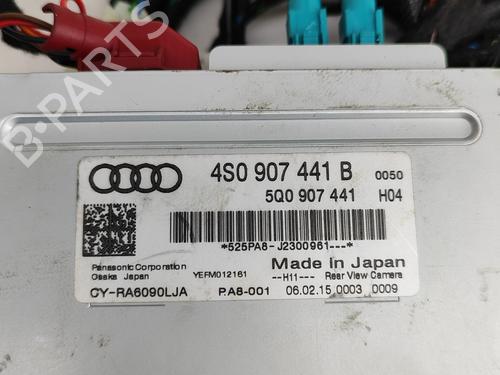 B-PARTS
4S0 907 441 B 0050
5Q0 907 441 H04
*525PA8-J2300961---*
Panasonic Corporation
Osaka Japan
YEFM012161
Made in Japan
--H11--- Rear View Camera
CY-RA6090LJA PA8-001 06.02.15 0003 0009